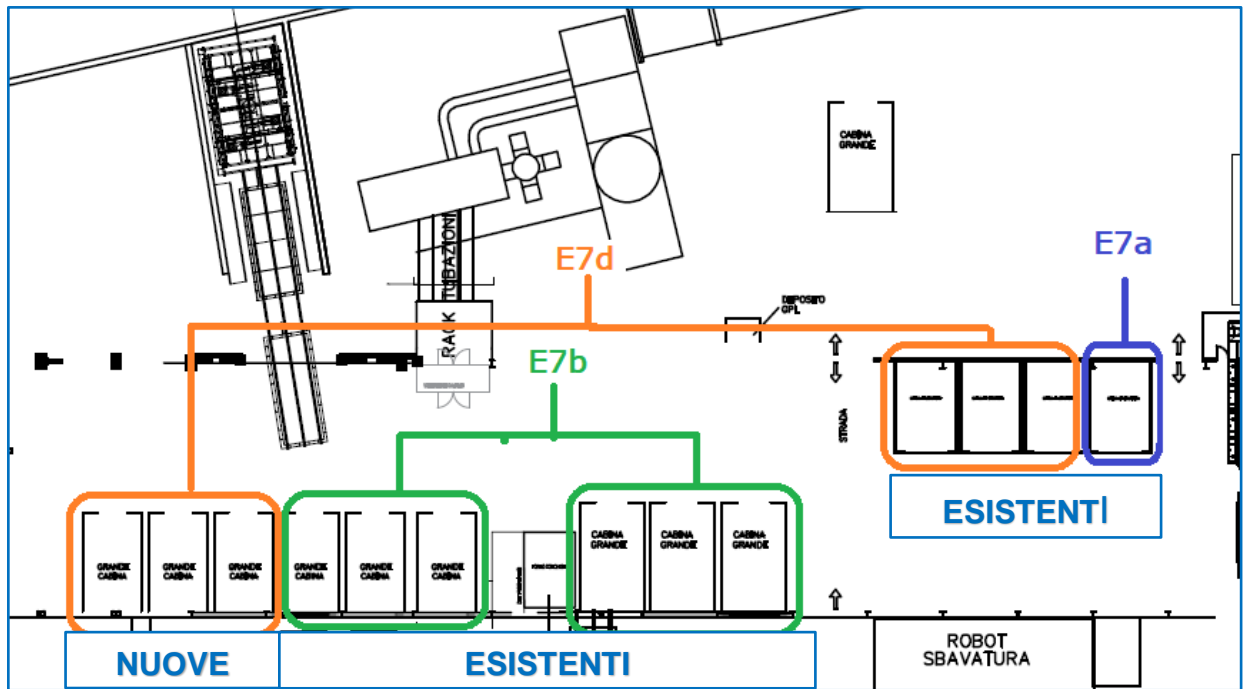 CABINA
GRANDE
E7d
E7a
TUBAZIONI
RACK
DEPOSITO
GPL
E7b
STRADA
ESISTENTI
CABINA
GRANDE
CABINA
GRANDE
CABINA
GRANDE
GRANDE
CABINA
GRANDE
CABINA
GRANDE
CABINA
GRANDE
CABINA
GRANDE
CABINA
GRANDE
CABINA
NUOVE
ESISTENTI
ROBOT
SBAVATURA